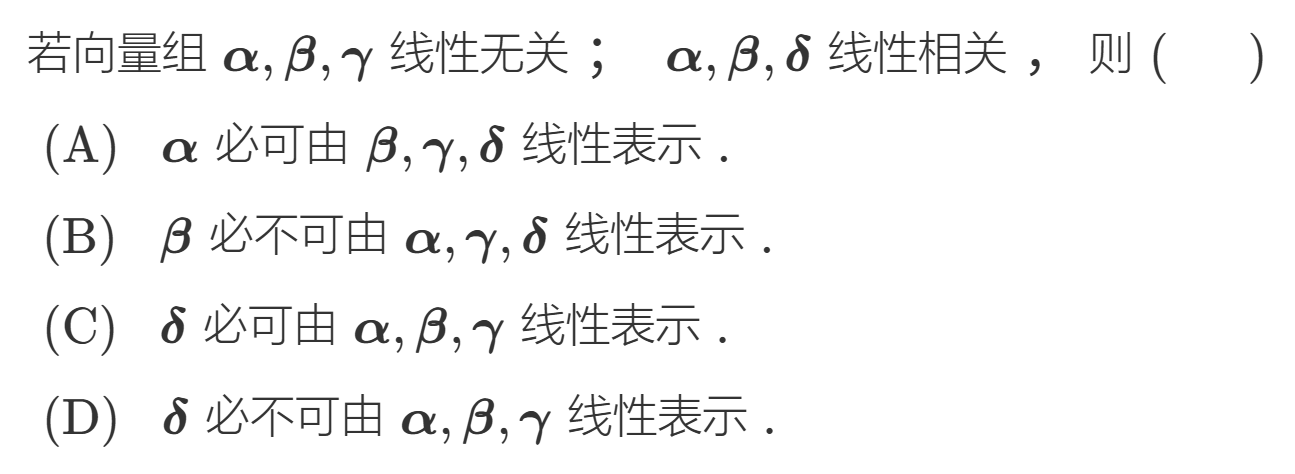 若向量组 α, β, γ 线性无关； α, β, δ 线性相关， 则 ( )
(A) α 必可由 β, γ, δ 线性表示 .
(B) β 必不可由 α, γ, δ 线性表示 .
(C) δ 必可由 α, β, γ 线性表示 .
(D) δ 必不可由 α, β, γ 线性表示 .